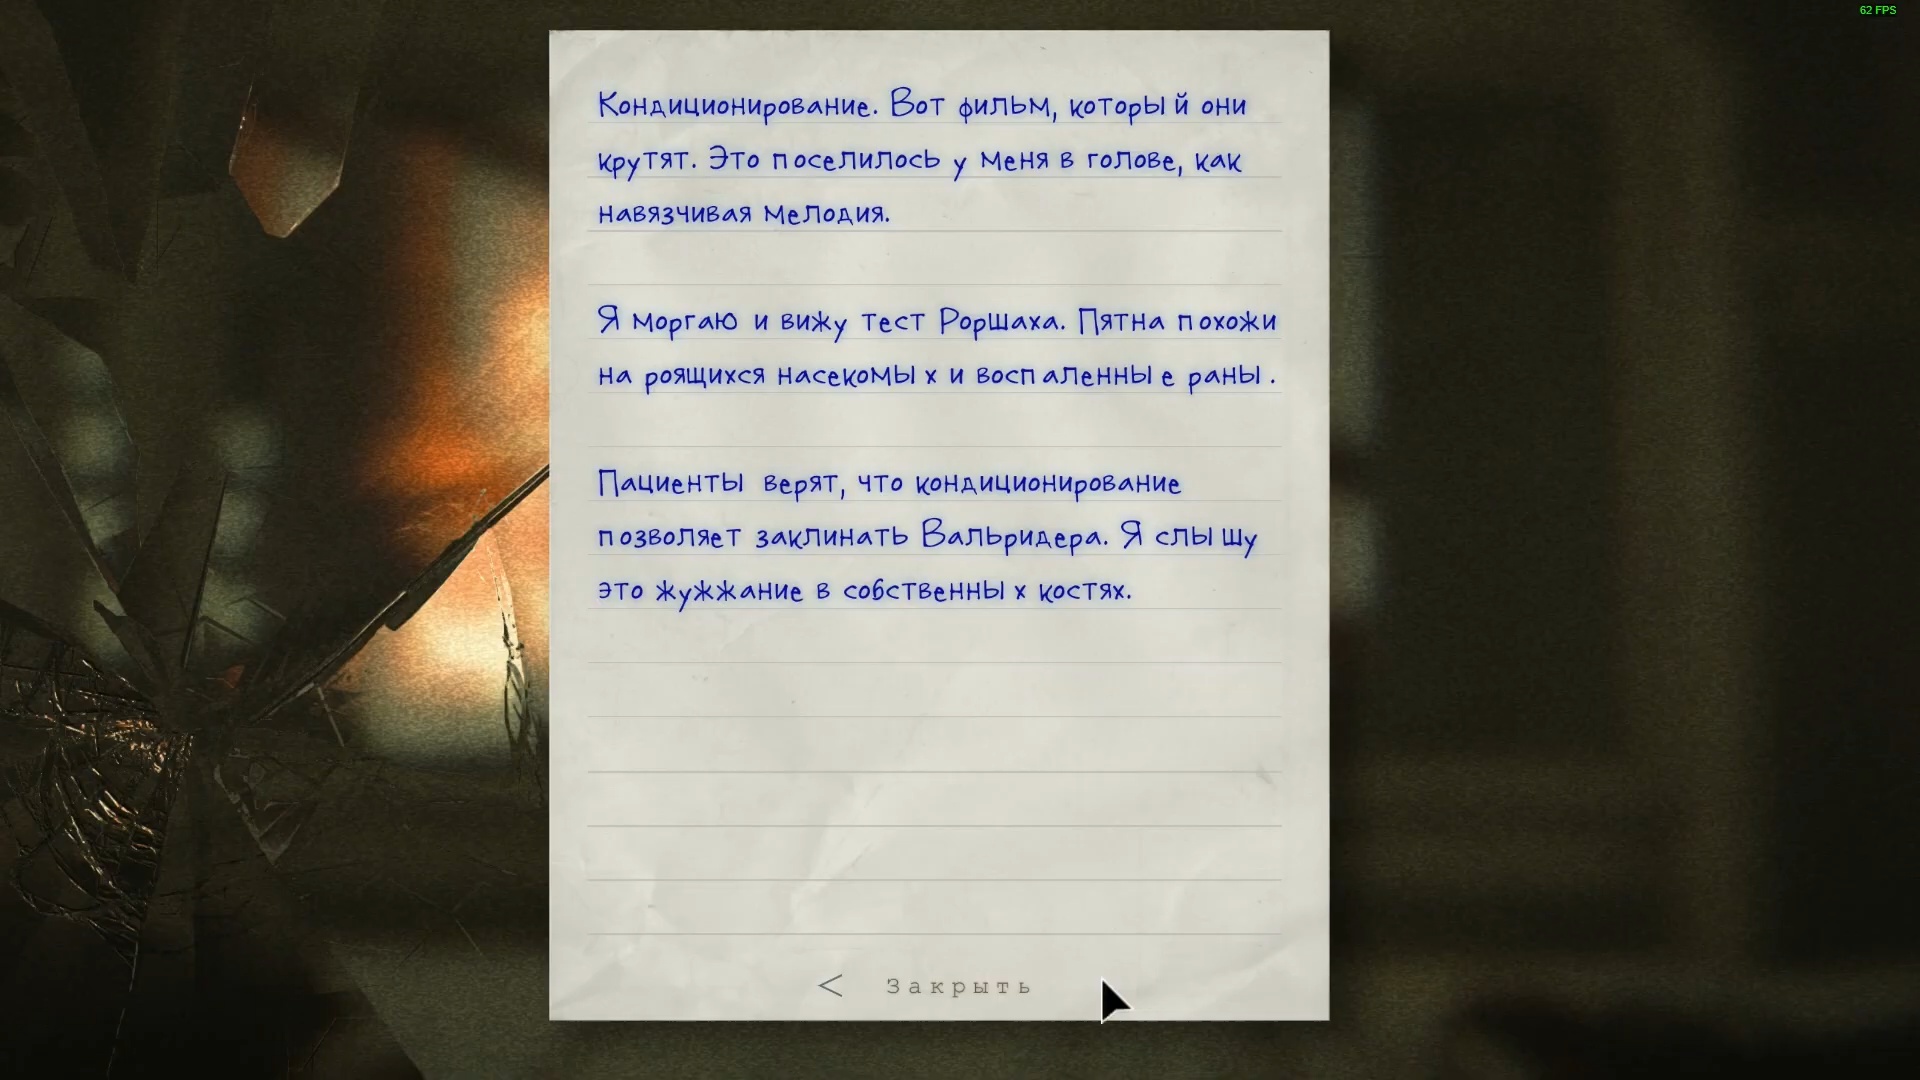 62 FPS
Кондиционирование. Вот фильм, который они
крутят. Это поселилось у меня в голове, как
навязчивая мелодия.
Я моргаю и вижу тест Роршаха. Пятна похожи
на роящихся насекомых и воспаленные раны.
Пациенты верят, что кондиционирование
позволяет заклинать Вальридера. Я слышу
это жужжание в собственных костях.
< Закрыть